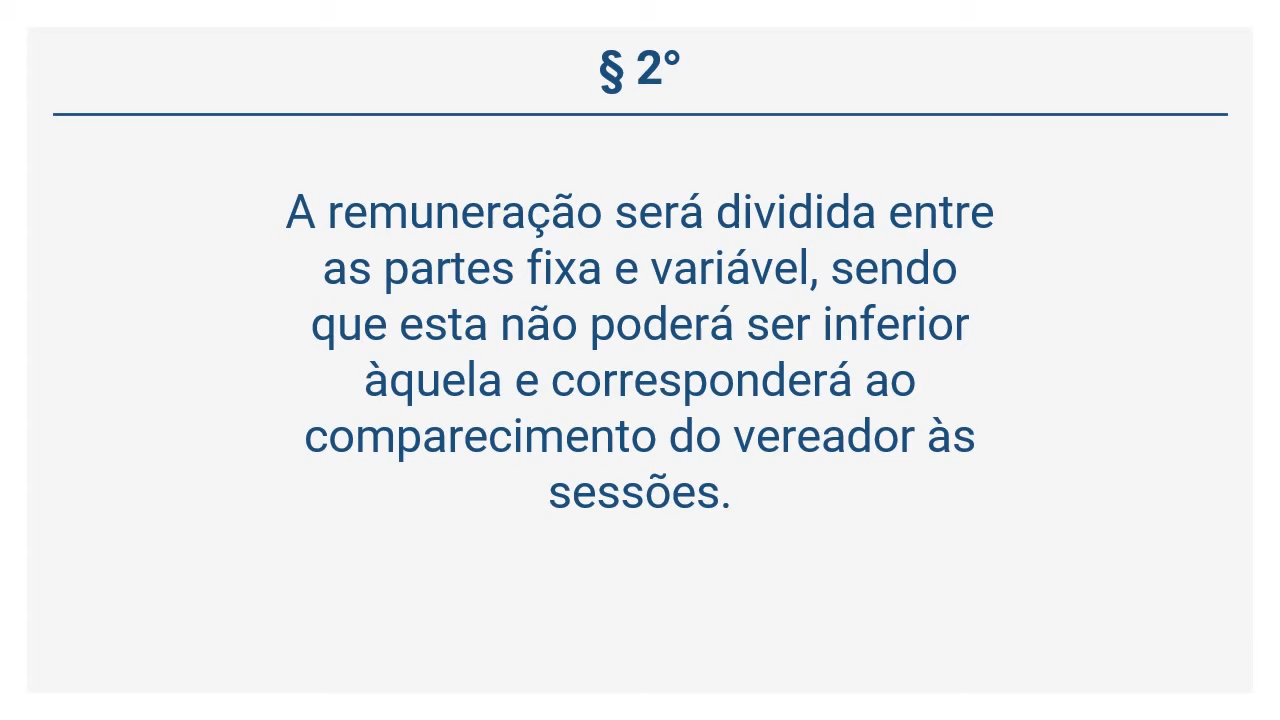 § 2°
A remuneração será dividida entre
as partes fixa e variável, sendo
que esta não poderá ser inferior
àquela e corresponderá ao
comparecimento do vereador às
sessões.